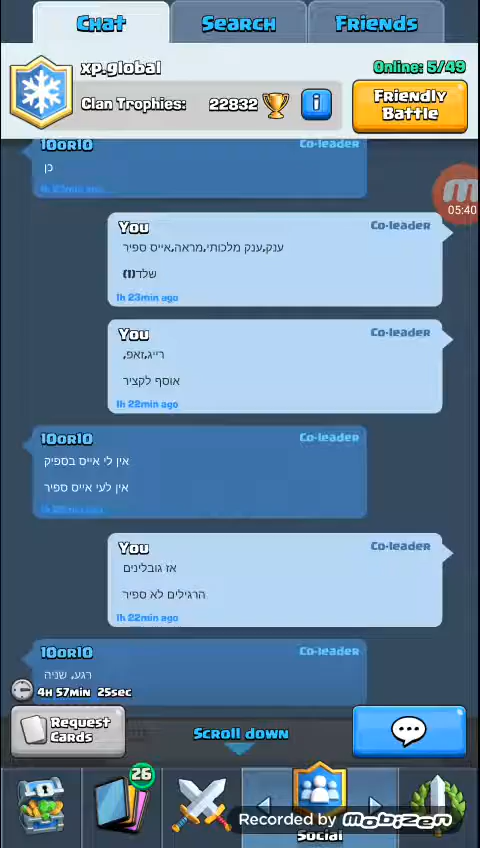 Chat
Search
Friends
xp.global
Online: 5/49
Clan Trophies: 22832
Friendly Battle
10or10
Co-leader
כן
05:40
You
Co-leader
ענק,ענק מלכותי,מראה,אייס ספיר
שלד(1)
1h 23min ago
You
Co-leader
רייג,זאפ,
אוסף לקציר
1h 22min ago
10or10
Co-leader
אין לי אייס בספיק
אין לעי אייס ספיר
You
Co-leader
אז גובלינים
הרגילים לא ספיר
1h 22min ago
10or10
Co-leader
רגע, שניה
4h 57min 25sec
Request Cards
Scroll down
26
Social
Recorded by Mobizen